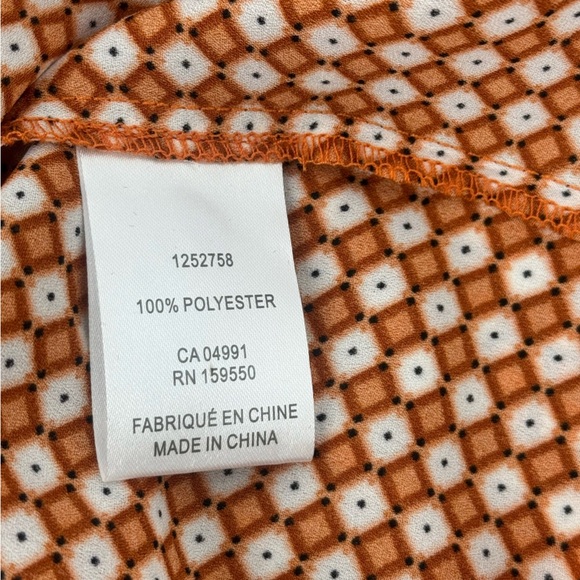 1252758
100% POLYESTER
CA 04991
RN 159550
FABRIQUÉ EN CHINE
MADE IN CHINA